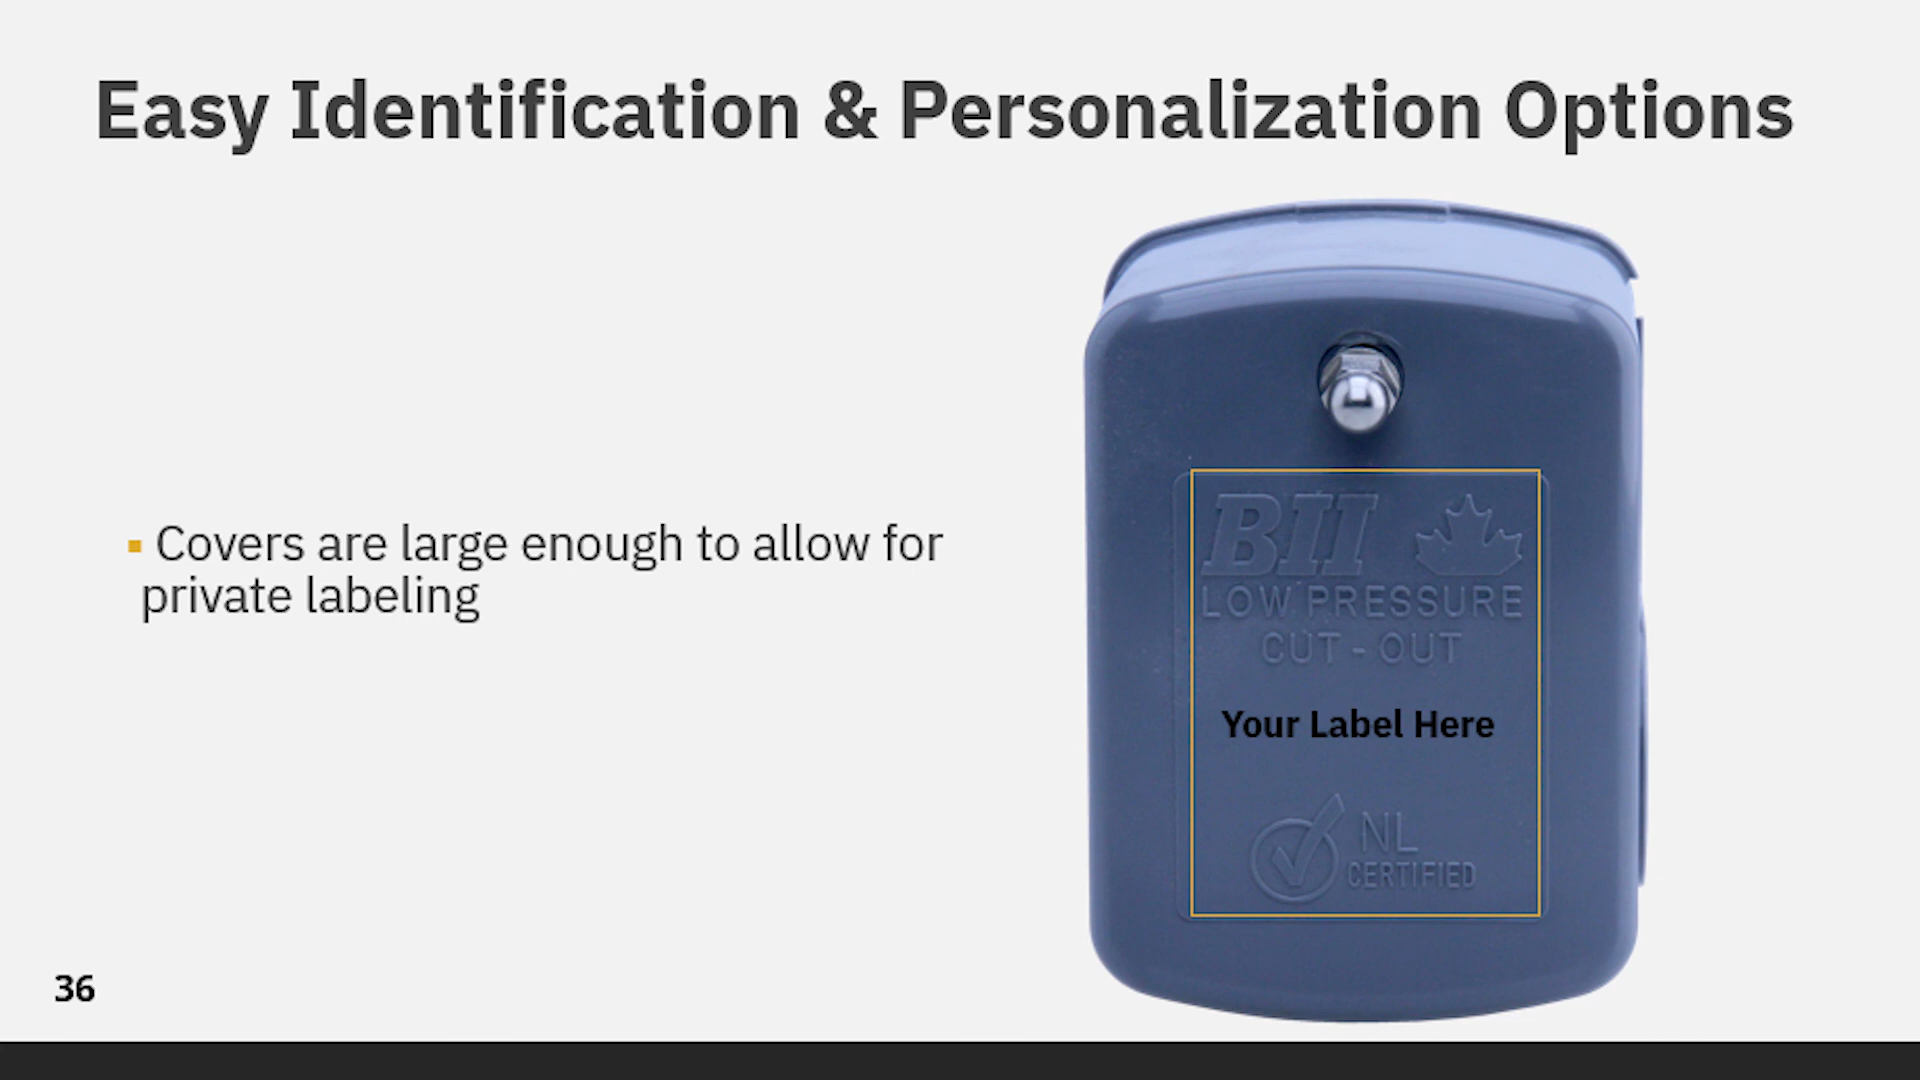 Easy Identification & Personalization Options
▪ Covers are large enough to allow for
private labeling
BII
LOW PRESSURE
CUT - OUT
Your Label Here
NL
CERTIFIED
36